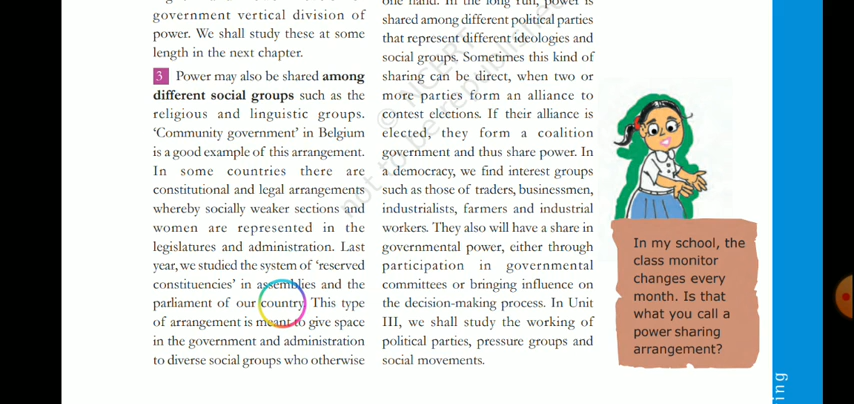 government vertical division of
power. We shall study these at some
length in the next chapter.
3 Power may also be shared among
different social groups such as the
religious and linguistic groups.
‘Community government’ in Belgium
is a good example of this arrangement.
In some countries there are
constitutional and legal arrangements
whereby socially weaker sections and
women are represented in the
legislatures and administration. Last
year, we studied the system of ‘reserved
constituencies’ in assemblies and the
parliament of our country. This type
of arrangement is meant to give space
in the government and administration
to diverse social groups who otherwise
one hand. In the long run, power is
shared among different political parties
that represent different ideologies and
social groups. Sometimes this kind of
sharing can be direct, when two or
more parties form an alliance to
contest elections. If their alliance is
elected, they form a coalition
government and thus share power. In
a democracy, we find interest groups
such as those of traders, businessmen,
industrialists, farmers and industrial
workers. They also will have a share in
governmental power, either through
participation in governmental
committees or bringing influence on
the decision-making process. In Unit
III, we shall study the working of
political parties, pressure groups and
social movements.
In my school, the
class monitor
changes every
month. Is that
what you call a
power sharing
arrangement?
© NCERT
not to be republished